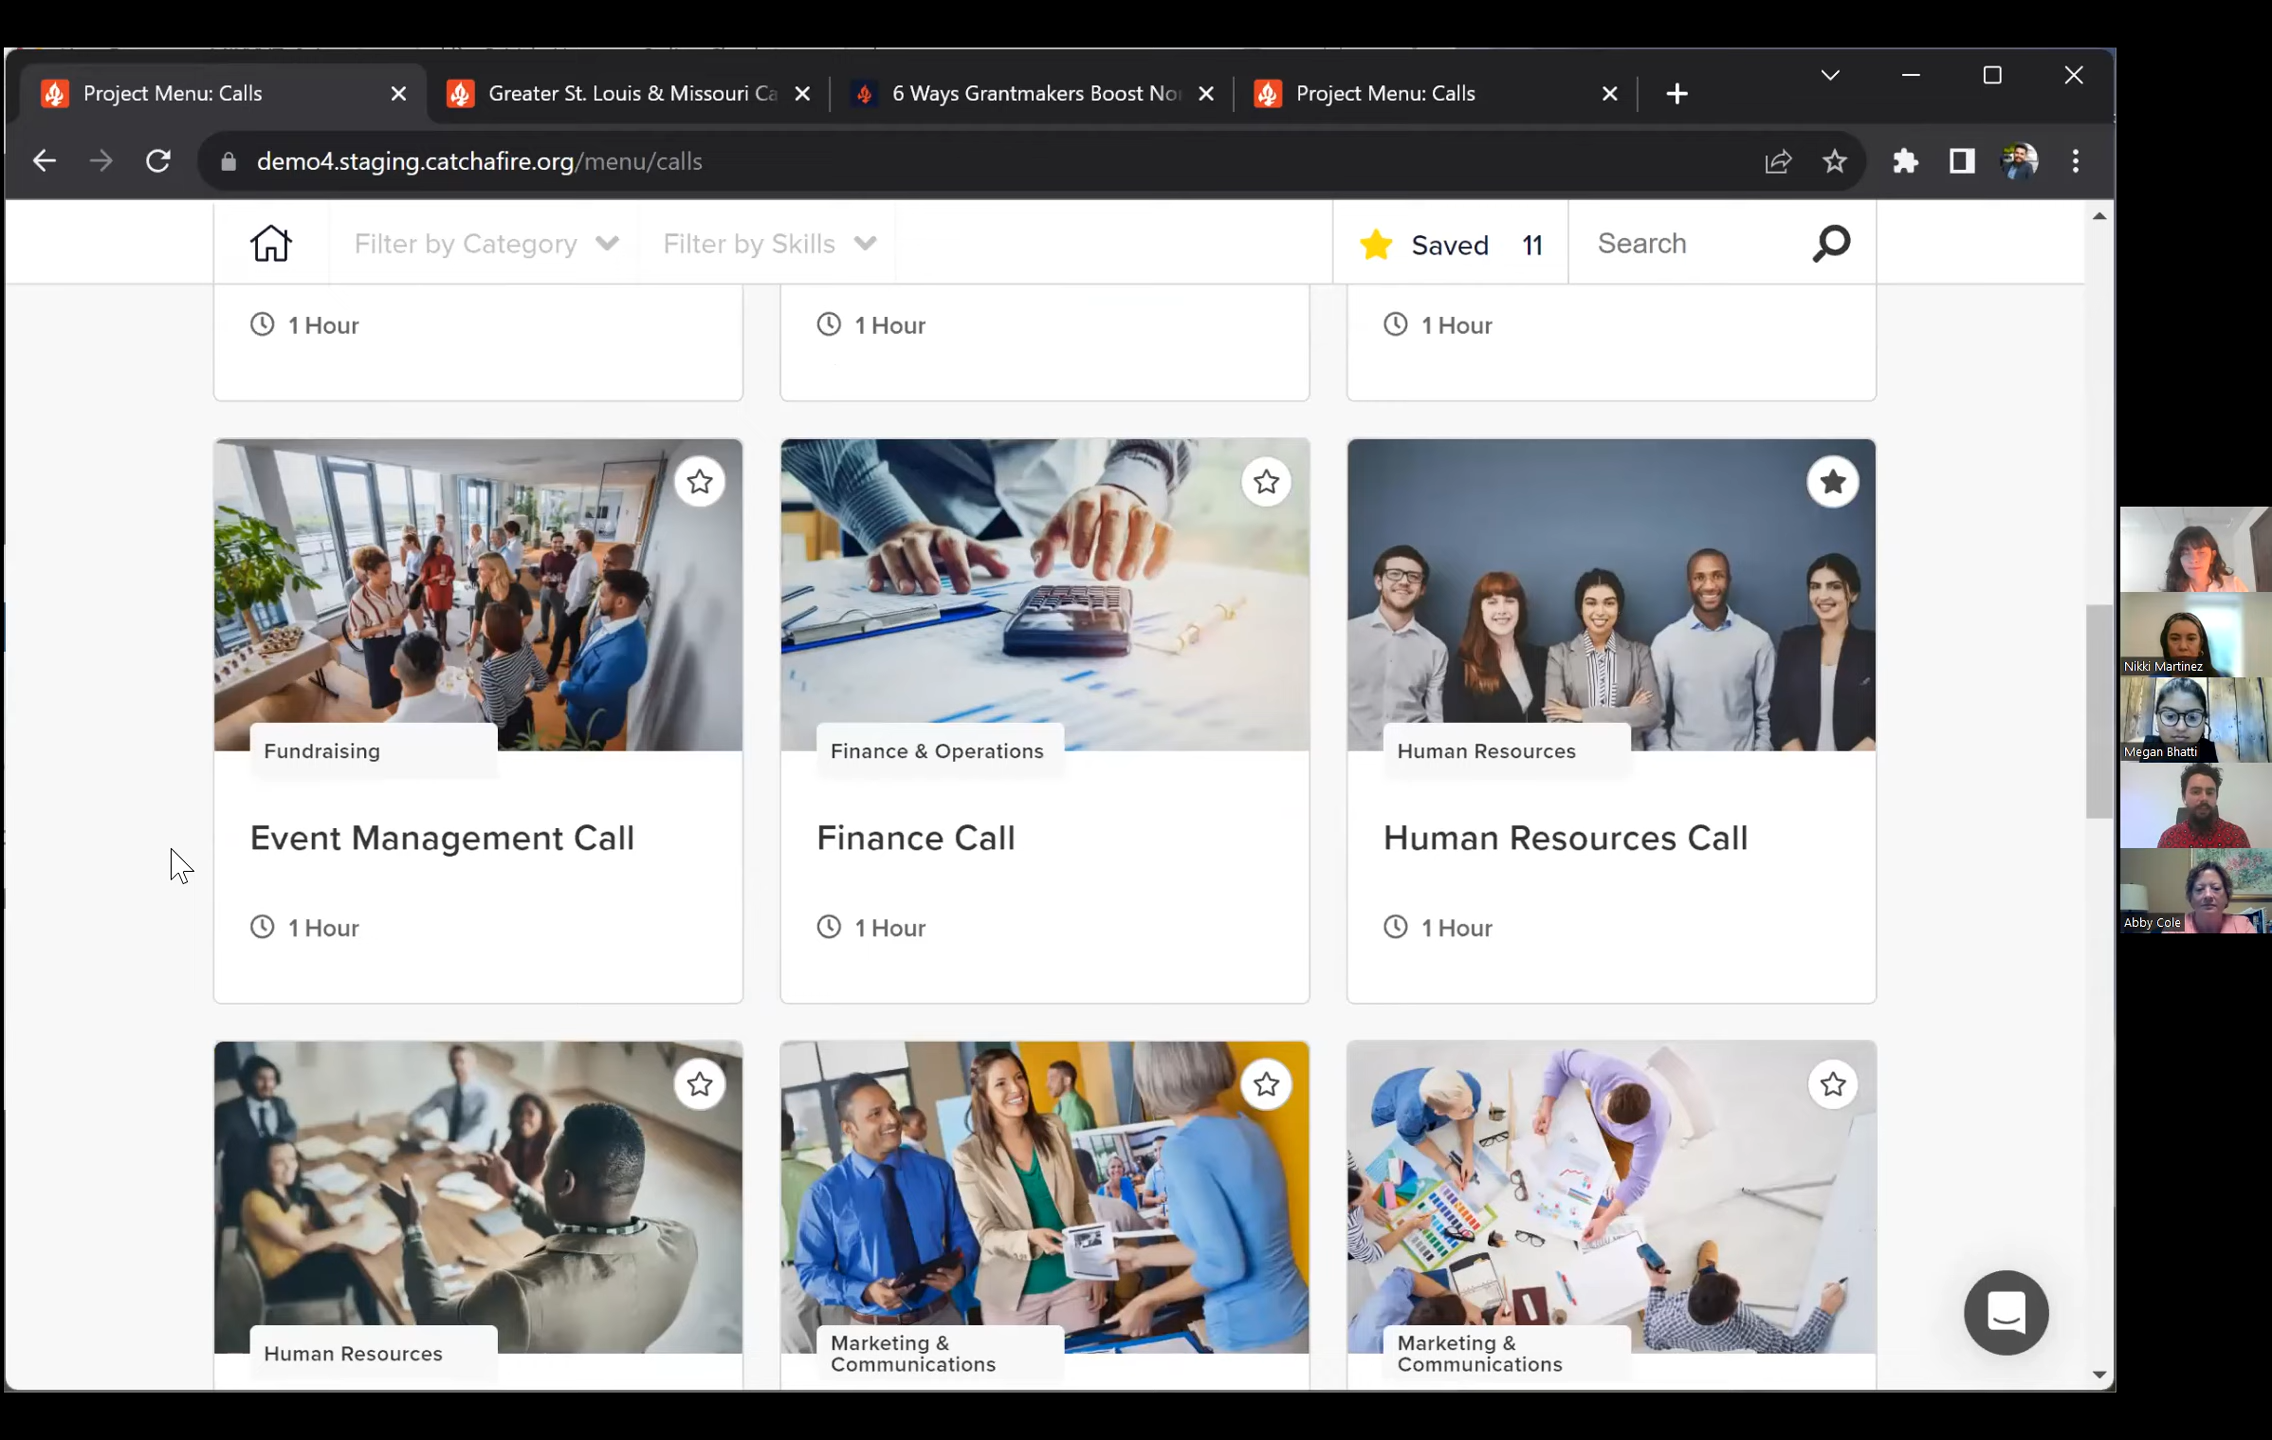 Project Menu: Calls
Greater St. Louis & Missouri Ca
6 Ways Grantmakers Boost No
Project Menu: Calls
demo4.staging.catchafire.org/menu/calls
Filter by Category
Filter by Skills
Saved 11
Search
1 Hour
1 Hour
1 Hour
Fundraising
Finance & Operations
Human Resources
Event Management Call
Finance Call
Human Resources Call
1 Hour
1 Hour
1 Hour
Human Resources
Marketing &
Communications
Marketing &
Communications
Nikki Martinez
Megan Bhatti
Abby Cole